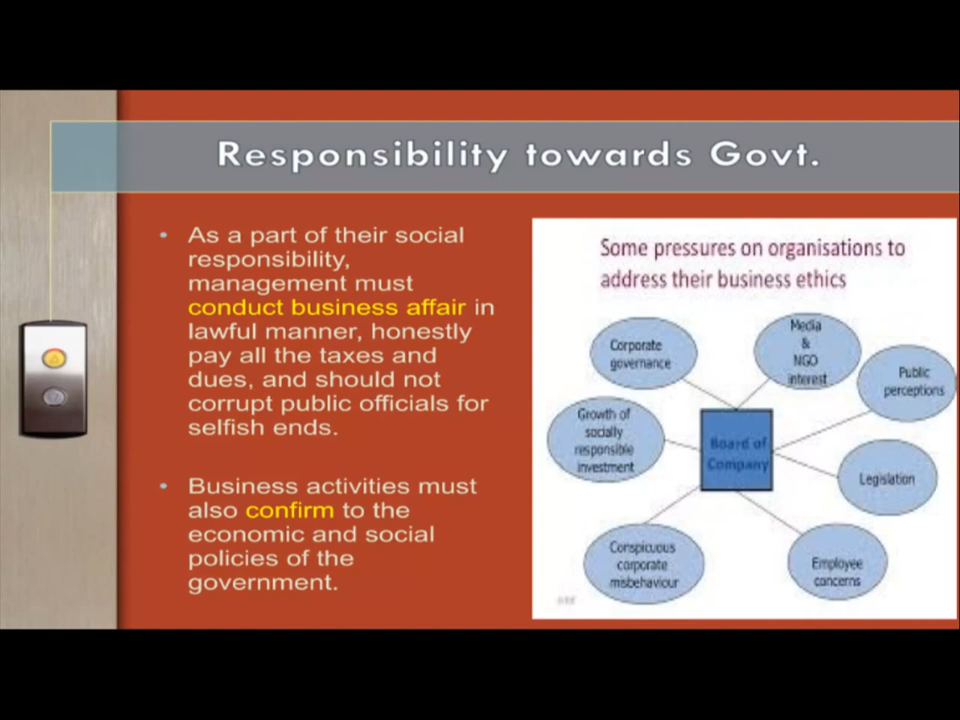 Responsibility towards Govt.
• As a part of their social
responsibility,
management must
conduct business affair in
lawful manner, honestly
pay all the taxes and
dues, and should not
corrupt public officials for
selfish ends.
• Business activities must
also confirm to the
economic and social
policies of the
government.
Some pressures on organisations to
address their business ethics
Corporate
governance
Media
&
NGO
interest
Public
perceptions
Growth of
socially
responsible
investment
Board of
Company
Legislation
Conspicuous
corporate
misbehaviour
Employee
concerns